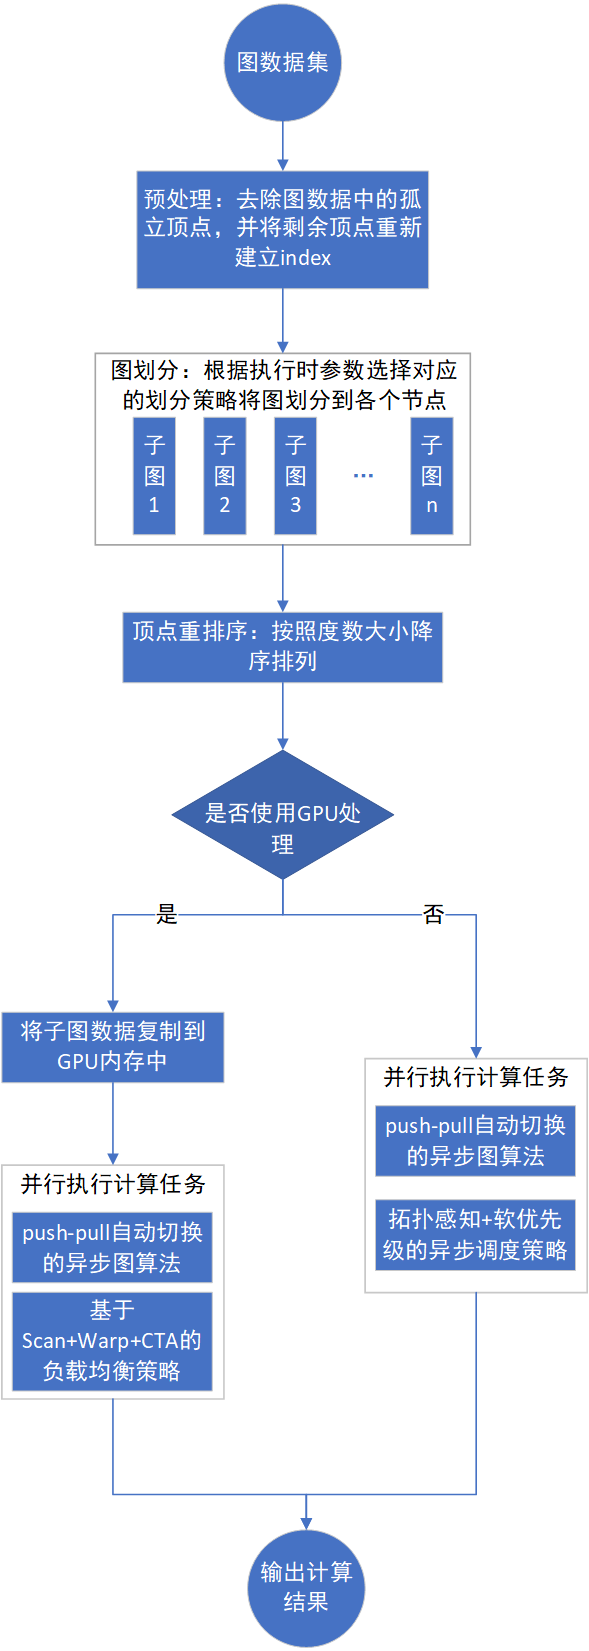 图数据集
预处理：去除图数据中的孤
立顶点，并将剩余顶点重新
建立index
图划分：根据执行时参数选择对应
的划分策略将图划分到各个节点
子图1
子图2
子图3
...
子图n
顶点重排序：按照度数大小降
序排列
是否使用GPU处
理
是
否
将子图数据复制到
GPU内存中
并行执行计算任务
push-pull自动切换
的异步图算法
基于
Scan+Warp+CTA的
负载均衡策略
并行执行计算任务
push-pull自动切换
的异步图算法
拓扑感知+软优先
级的异步调度策略
输出计算
结果